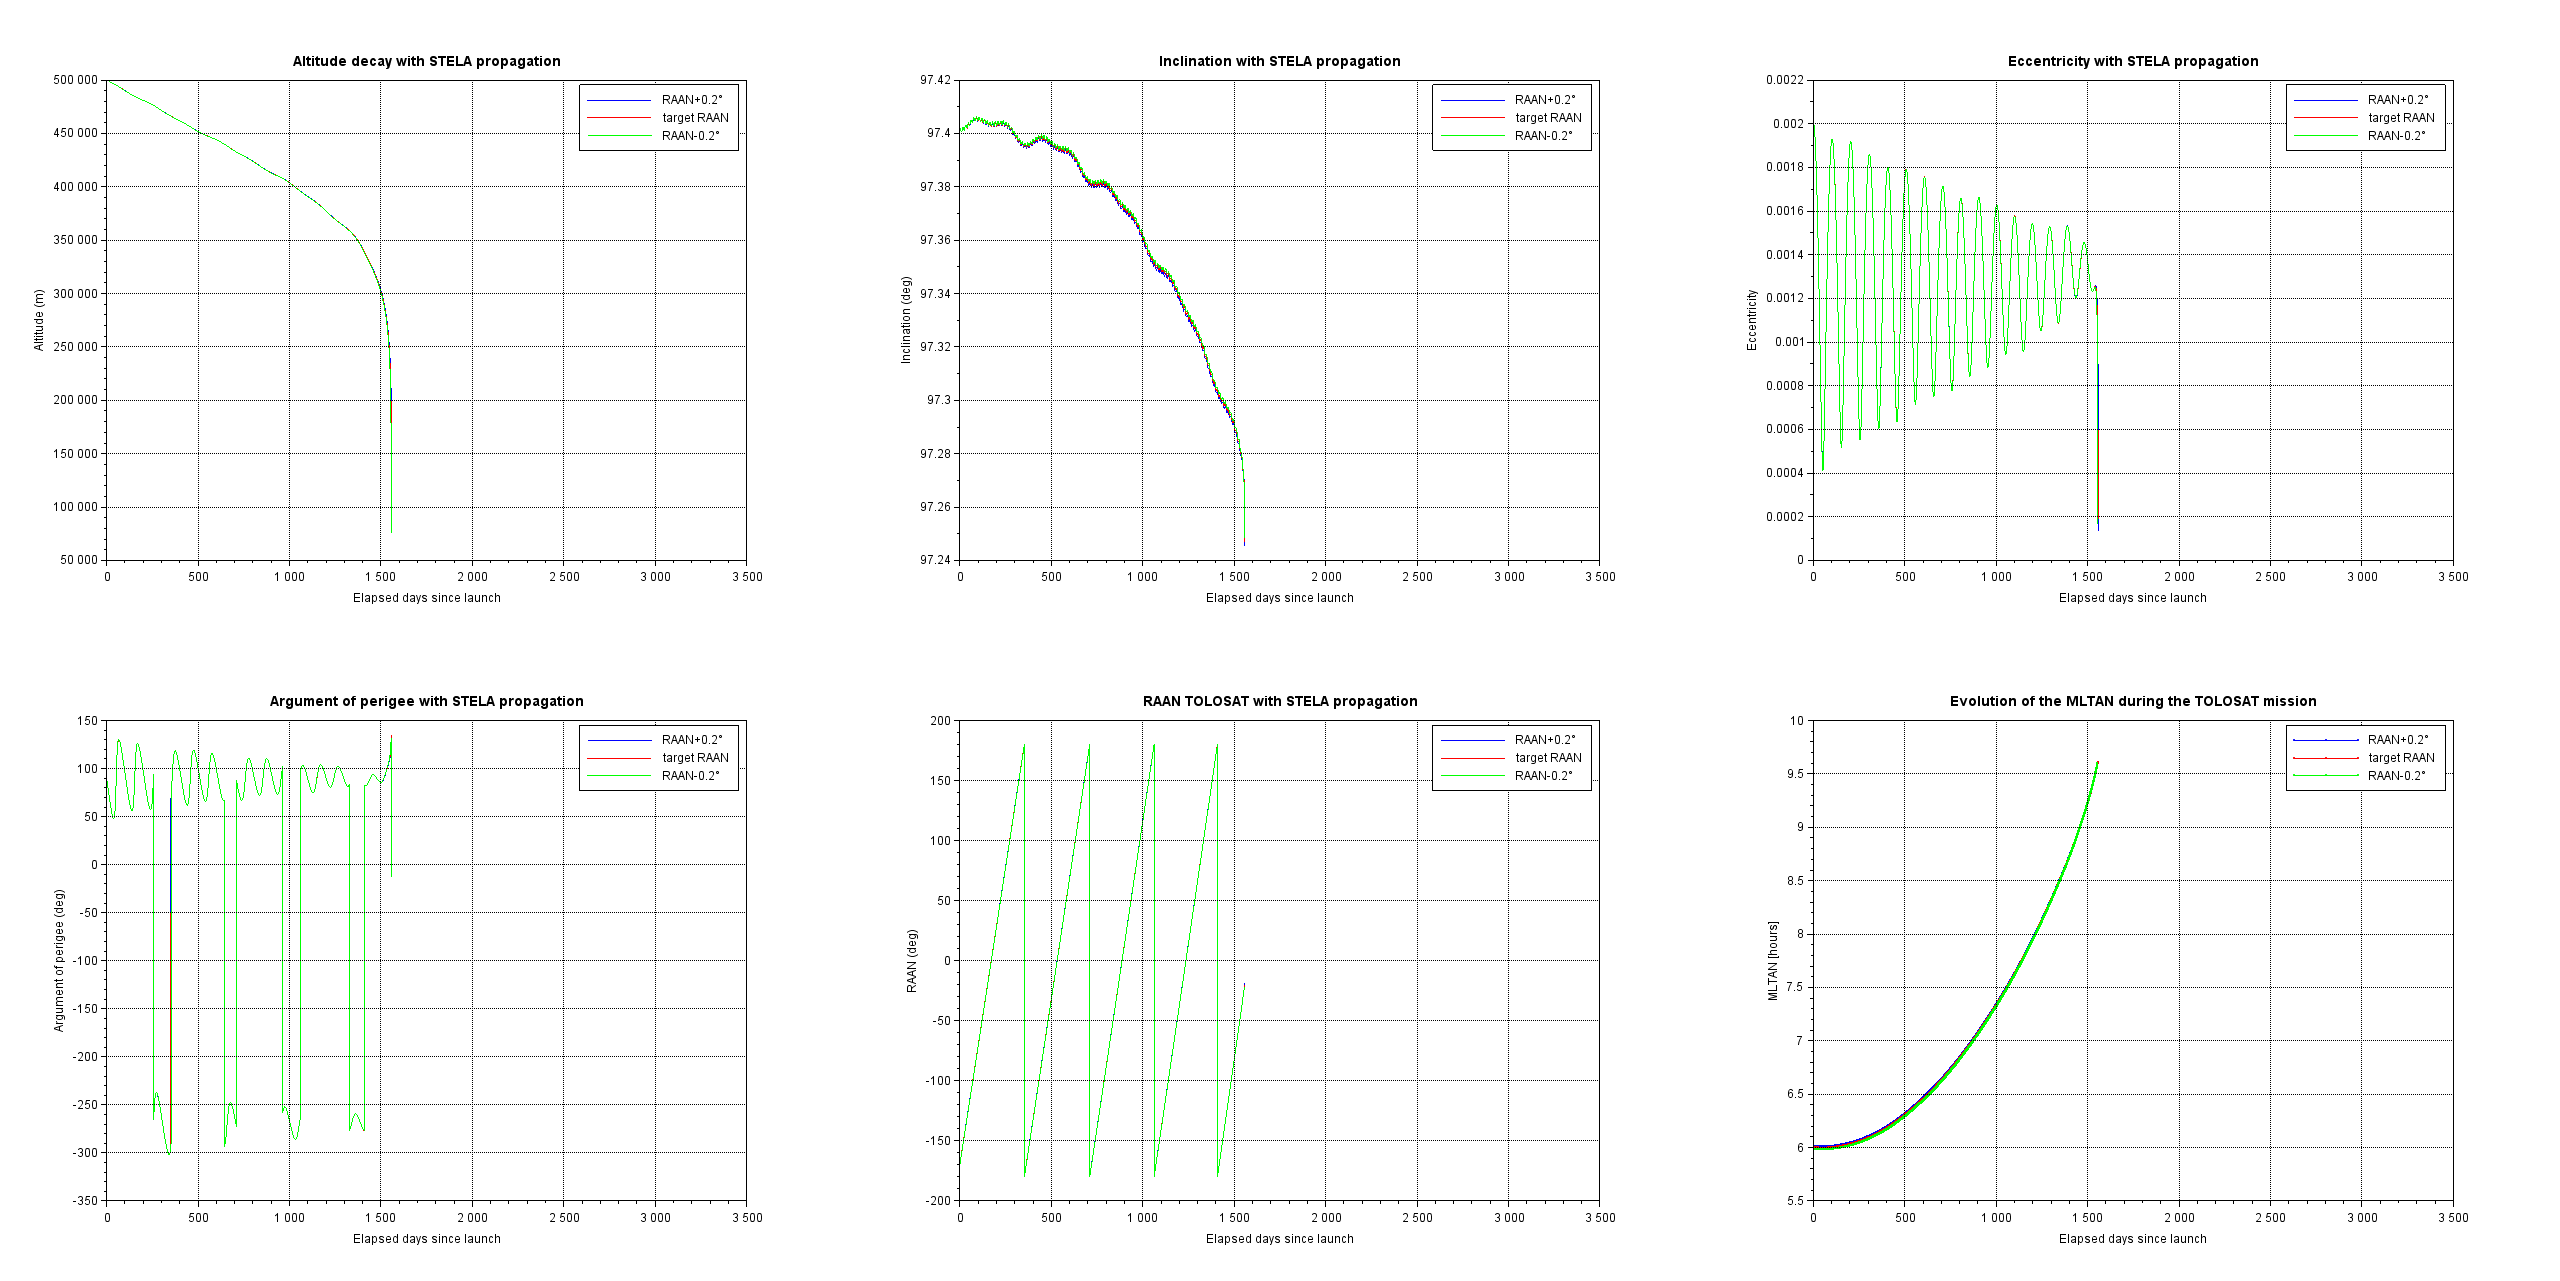 Altitude decay with STELA propagation
500 000
450 000
400 000
350 000
300 000
250 000
200 000
150 000
100 000
50 000
Altitude (m)
RAAN+0.2°
target RAAN
RAAN-0.2°
0 500 1 000 1 500 2 000 2 500 3 000 3 500
Elapsed days since launch
Inclination with STELA propagation
97.42
97.4
97.38
97.36
97.34
97.32
97.3
97.28
97.26
97.24
Inclination (deg)
RAAN+0.2°
target RAAN
RAAN-0.2°
0 500 1 000 1 500 2 000 2 500 3 000 3 500
Elapsed days since launch
Eccentricity with STELA propagation
0.0022
0.002
0.0018
0.0016
0.0014
0.0012
0.001
0.0008
0.0006
0.0004
0.0002
0
Eccentricity
RAAN+0.2°
target RAAN
RAAN-0.2°
0 500 1 000 1 500 2 000 2 500 3 000 3 500
Elapsed days since launch
Argument of perigee with STELA propagation
150
100
50
0
-50
-100
-150
-200
-250
-300
-350
Argument of perigee (deg)
RAAN+0.2°
target RAAN
RAAN-0.2°
0 500 1 000 1 500 2 000 2 500 3 000 3 500
Elapsed days since launch
RAAN TOLOSAT with STELA propagation
200
150
100
50
0
-50
-100
-150
-200
RAAN (deg)
RAAN+0.2°
target RAAN
RAAN-0.2°
0 500 1 000 1 500 2 000 2 500 3 000 3 500
Elapsed days since launch
Evolution of the MLTAN during the TOLOSAT mission
10
9.5
9
8.5
8
7.5
7
6.5
6
5.5
MLTAN [hours]
RAAN+0.2°
target RAAN
RAAN-0.2°
0 500 1 000 1 500 2 000 2 500 3 000 3 500
Elapsed days since launch